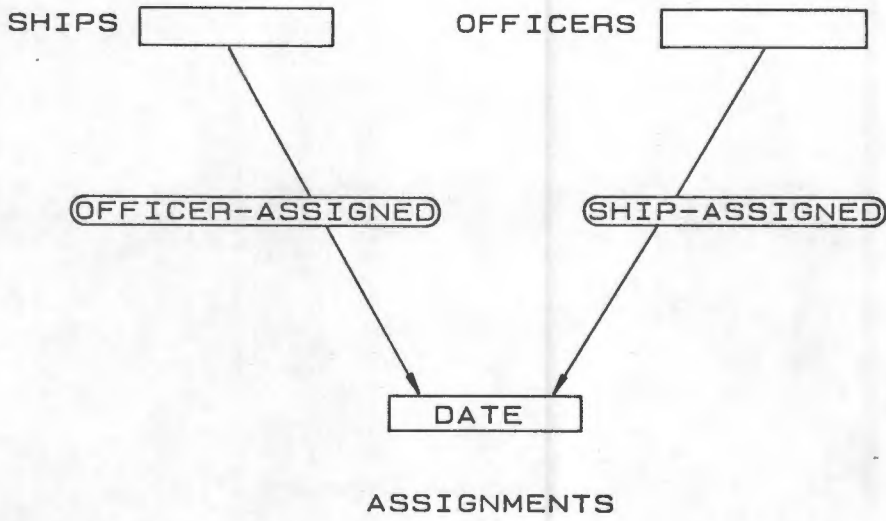 SHIPS OFFICERS
OFFICER-ASSIGNED SHIP-ASSIGNED
DATE
ASSIGNMENTS